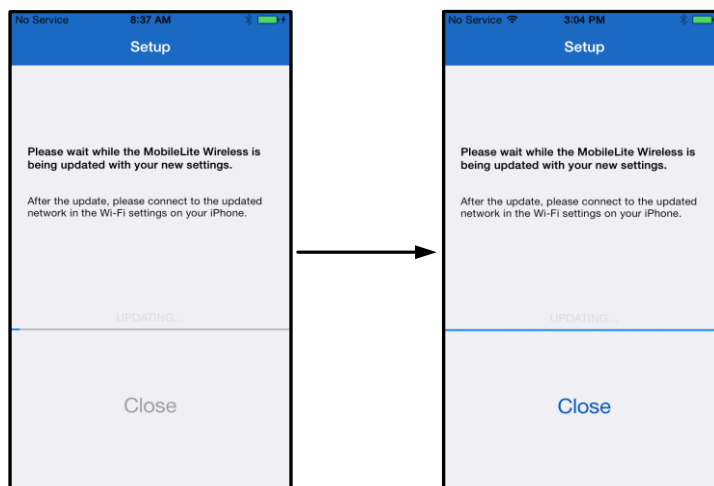 No Service 8:37 AM
Setup
Please wait while the MobileLite Wireless is
being updated with your new settings.
After the update, please connect to the updated
network in the Wi-Fi settings on your iPhone.
UPDATING...
Close
No Service 3:04 PM
Setup
Please wait while the MobileLite Wireless is
being updated with your new settings.
After the update, please connect to the updated
network in the Wi-Fi settings on your iPhone.
UPDATING...
Close